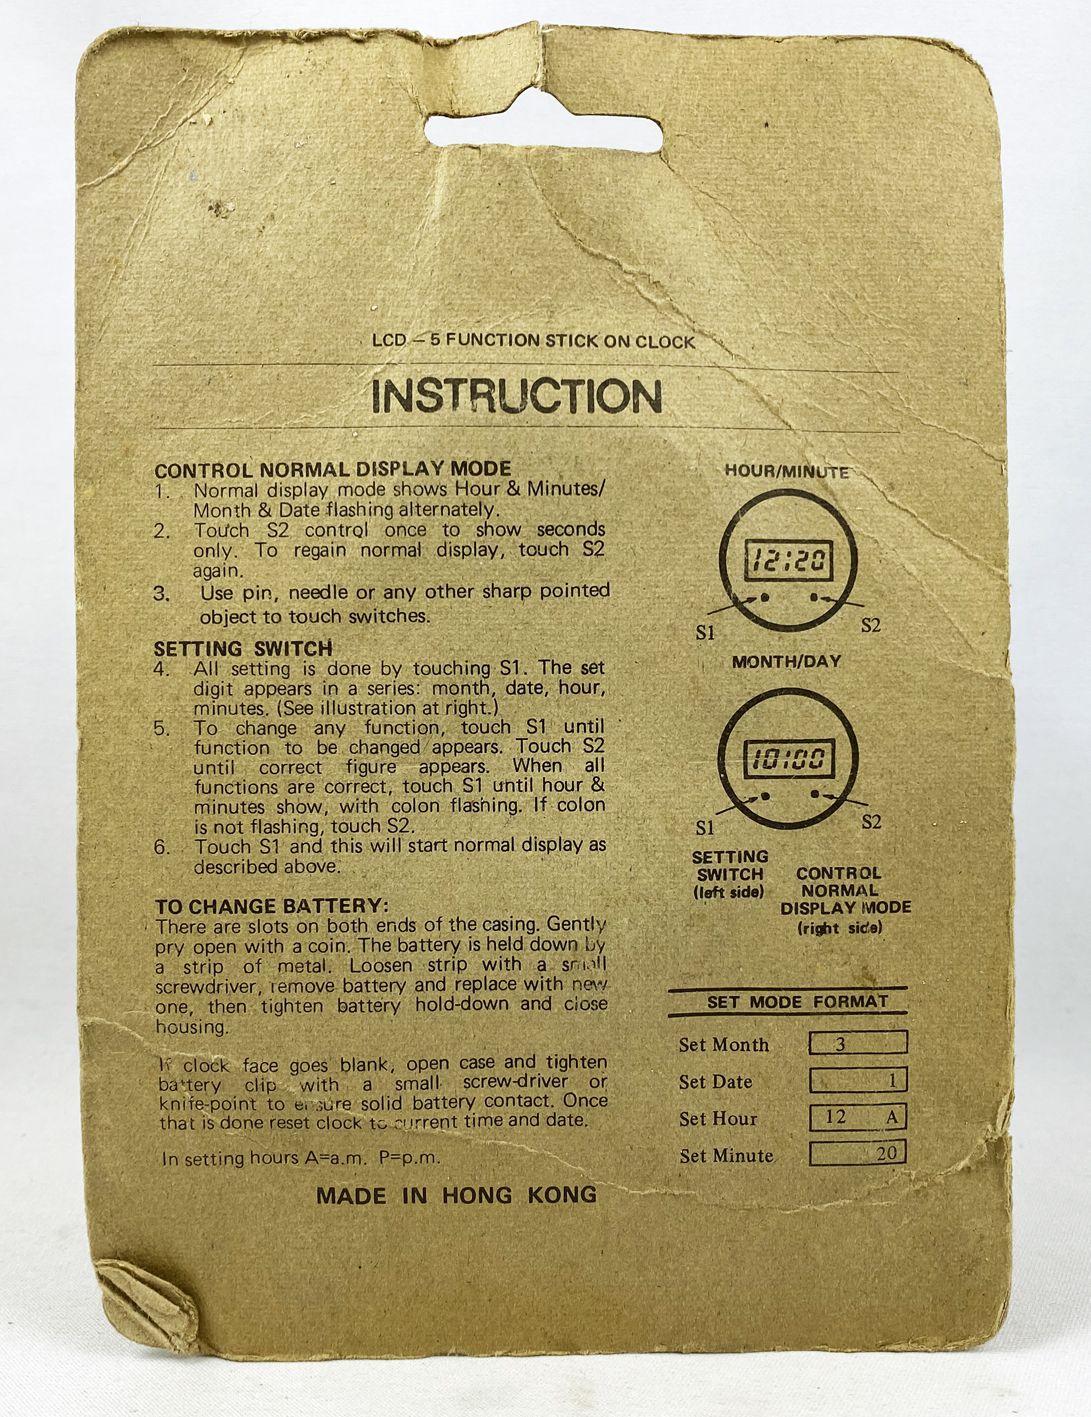 LCD – 5 FUNCTION STICK ON CLOCK
INSTRUCTION
CONTROL NORMAL DISPLAY MODE
1. Normal display mode shows Hour & Minutes/
Month & Date flashing alternately.
2. Touch S2 control once to show seconds
only. To regain normal display, touch S2
again.
3. Use pin, needle or any other sharp pointed
object to touch switches.
SETTING SWITCH
4. All setting is done by touching S1. The set
digit appears in a series: month, date, hour,
minutes. (See illustration at right.)
5. To change any function, touch S1 until
function to be changed appears. Touch S2
until correct figure appears. When all
functions are correct, touch S1 until hour &
minutes show, with colon flashing. If colon
is not flashing, touch S2.
6. Touch S1 and this will start normal display as
described above.
TO CHANGE BATTERY:
There are slots on both ends of the casing. Gently
pry open with a coin. The battery is held down by
a strip of metal. Loosen strip with a small
screwdriver, remove battery and replace with new
one, then tighten battery hold-down and close
housing.
If clock face goes blank, open case and tighten
battery clip with a small screw-driver or
knife-point to ensure solid battery contact. Once
that is done reset clock to current time and date.
In setting hours A=a.m. P=p.m.
MADE IN HONG KONG
HOUR/MINUTE
12:20
S1 S2
MONTH/DAY
10:00
S1 S2
SETTING
SWITCH
(left side)
CONTROL
NORMAL
DISPLAY MODE
(right side)
SET MODE FORMAT
Set Month 3
Set Date 1
Set Hour 12 A
Set Minute 20